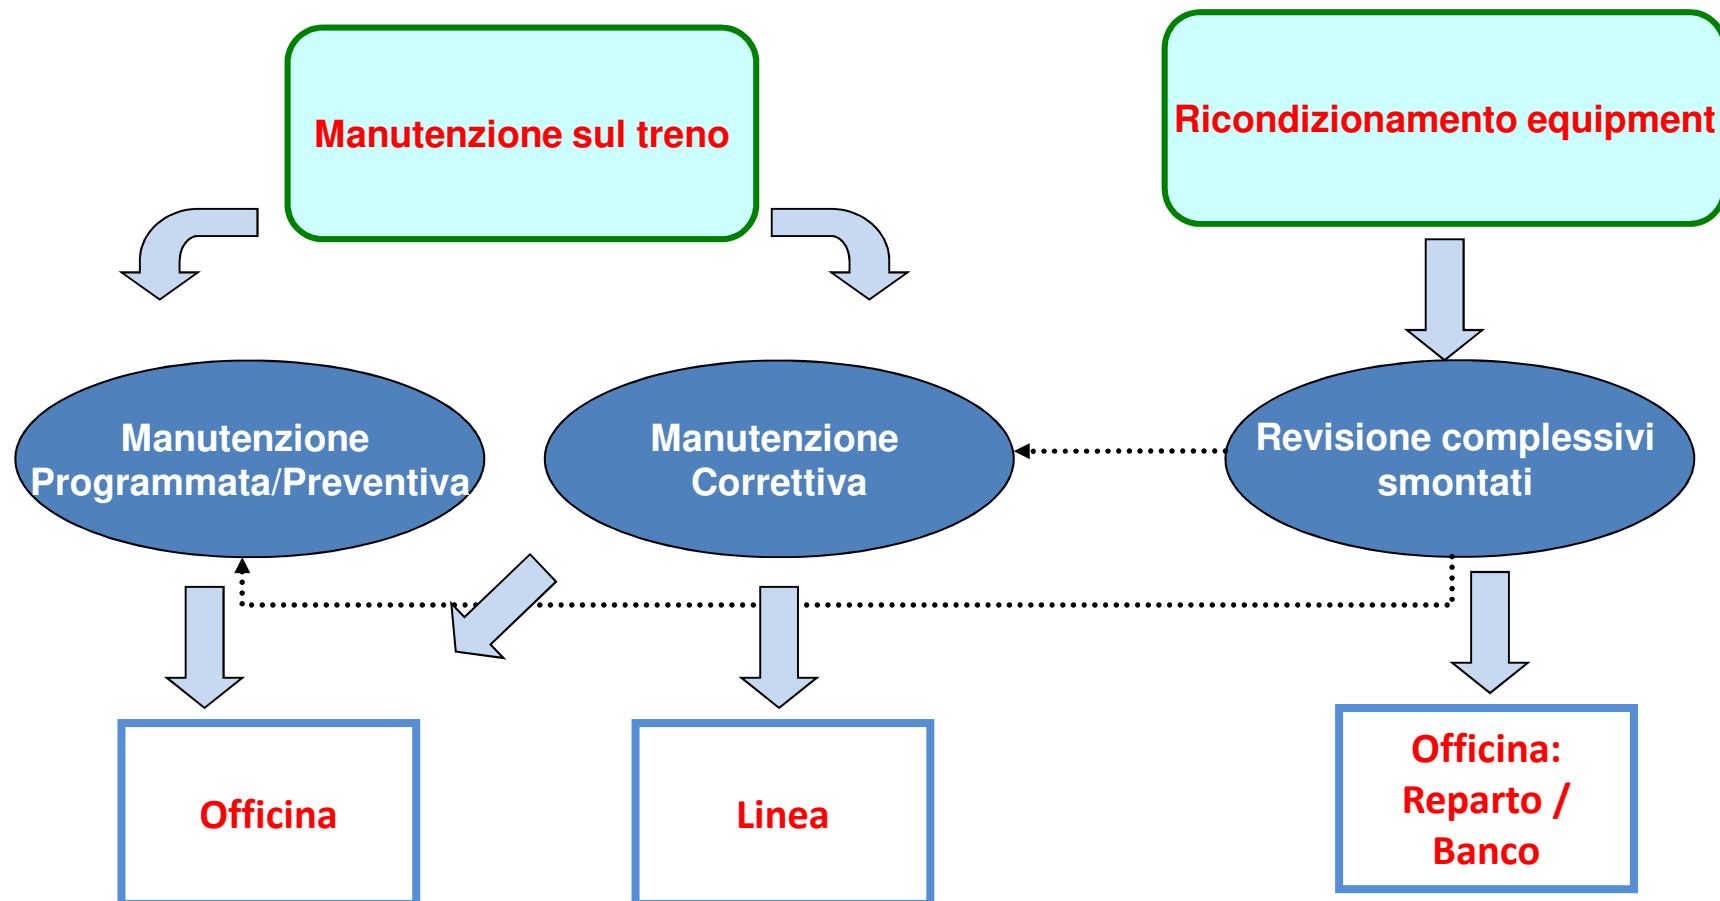 Manutenzione sul treno
Ricondizionamento equipment
Manutenzione
Programmata/Preventiva
Manutenzione
Correttiva
Revisione complessivi
smontati
Officina
Linea
Officina:
Reparto /
Banco